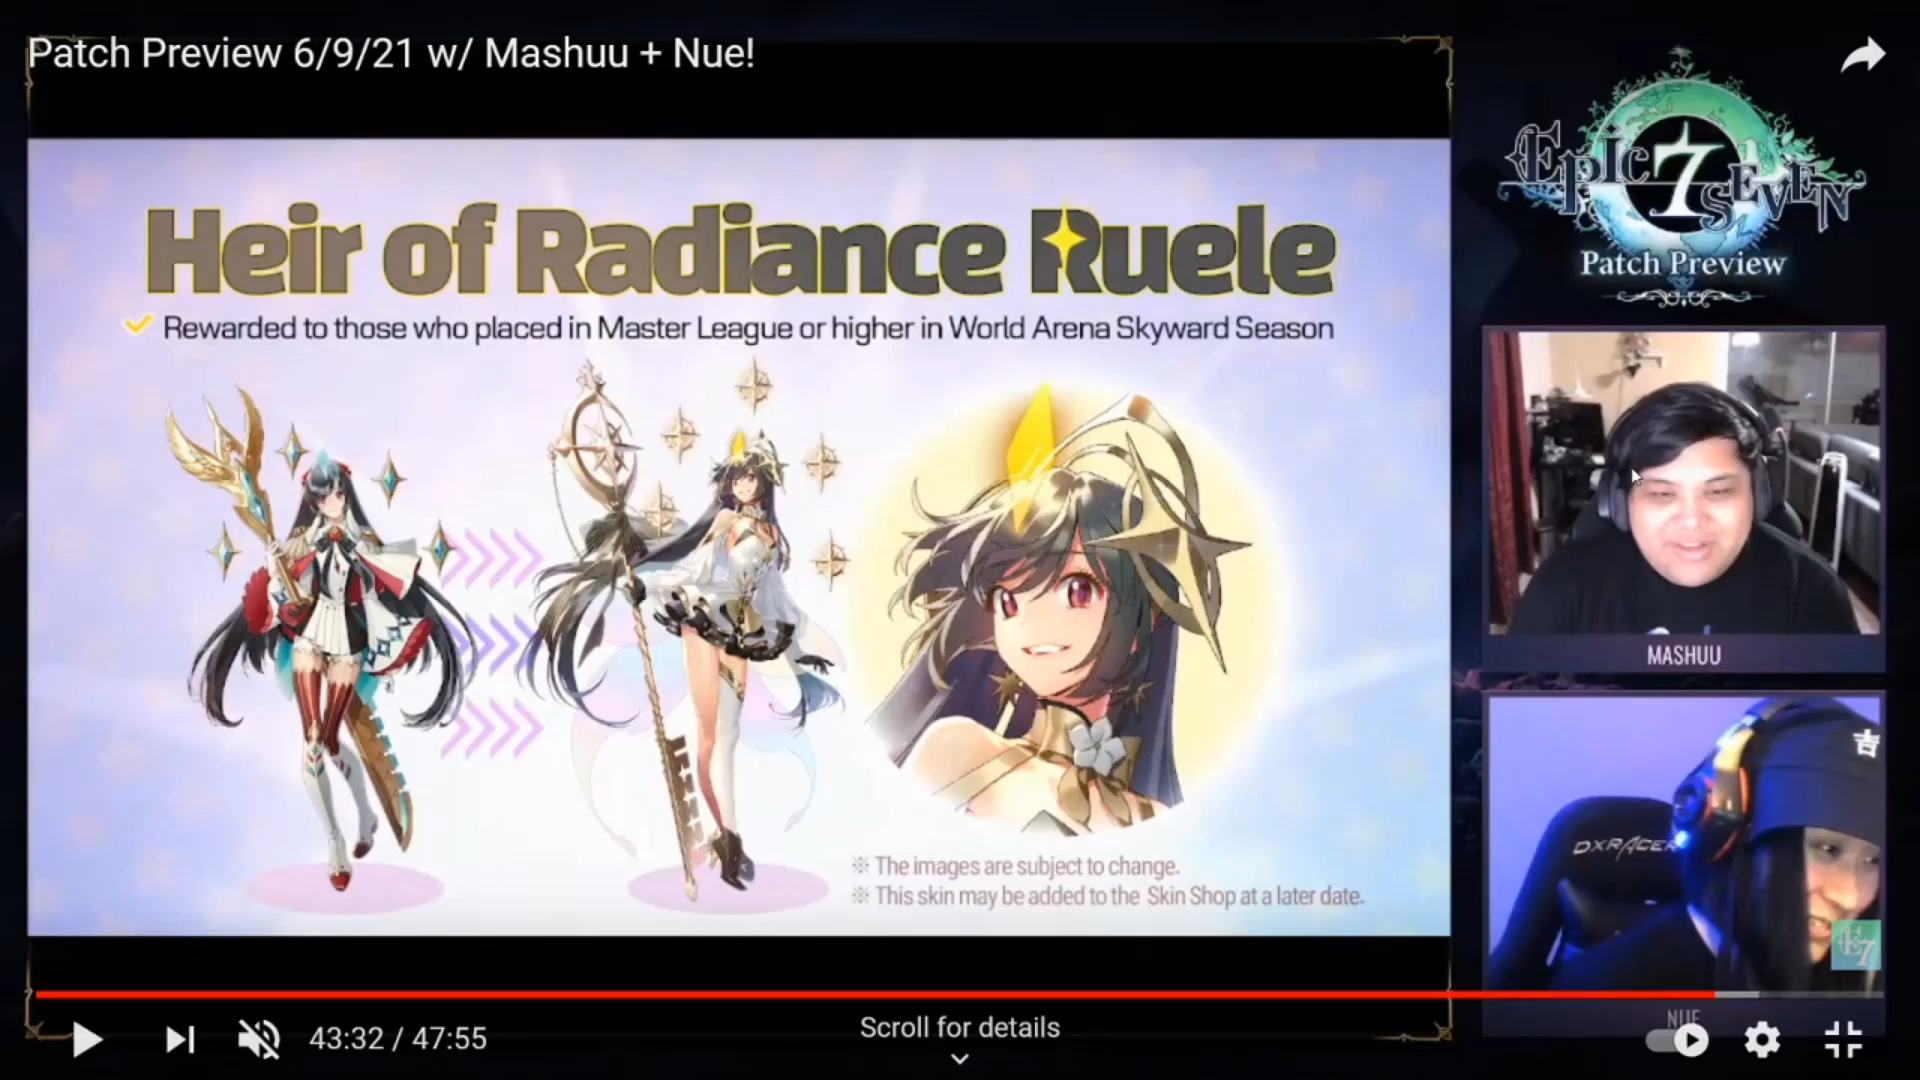 Patch Preview 6/9/21 w/ Mashuu + Nue!
EPIC 7 SEVEN
Patch Preview
Heir of Radiance Ruele
Rewarded to those who placed in Master League or higher in World Arena Skyward Season
MASHUU
吉
DXRACER
E7
※ The images are subject to change.
※ This skin may be added to the Skin Shop at a later date.
NUE
43:32 / 47:55
Scroll for details